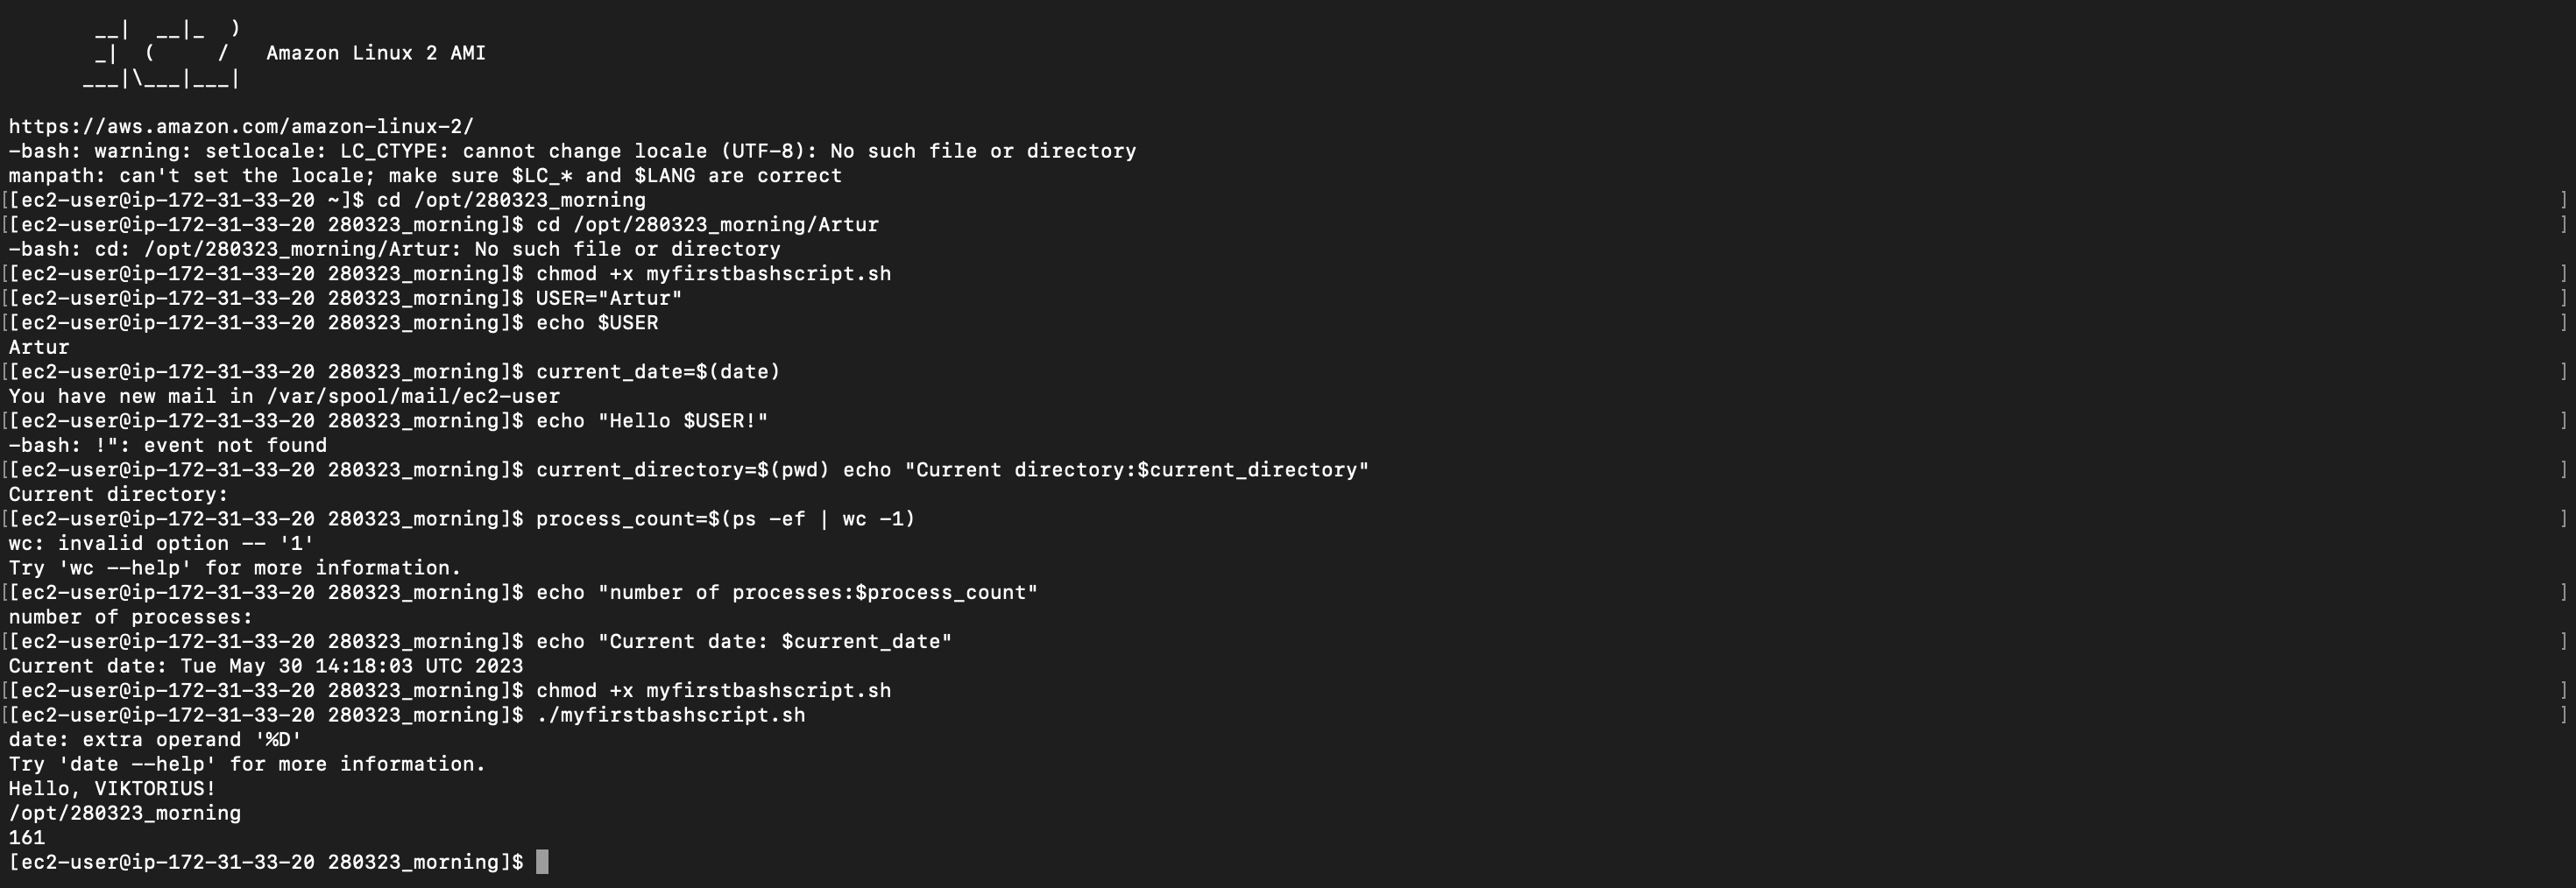 __|  __|_  )
       _|  (     /   Amazon Linux 2 AMI
      ___|\___|___|
https://aws.amazon.com/amazon-linux-2/
-bash: warning: setlocale: LC_CTYPE: cannot change locale (UTF-8): No such file or directory
manpath: can't set the locale; make sure $LC_* and $LANG are correct
[[ec2-user@ip-172-31-33-20 ~]$ cd /opt/280323_morning ]
[[ec2-user@ip-172-31-33-20 280323_morning]$ cd /opt/280323_morning/Artur ]
-bash: cd: /opt/280323_morning/Artur: No such file or directory
[[ec2-user@ip-172-31-33-20 280323_morning]$ chmod +x myfirstbashscript.sh ]
[[ec2-user@ip-172-31-33-20 280323_morning]$ USER="Artur" ]
[[ec2-user@ip-172-31-33-20 280323_morning]$ echo $USER ]
Artur
[[ec2-user@ip-172-31-33-20 280323_morning]$ current_date=$(date) ]
You have new mail in /var/spool/mail/ec2-user
[[ec2-user@ip-172-31-33-20 280323_morning]$ echo "Hello $USER!" ]
-bash: !": event not found
[[ec2-user@ip-172-31-33-20 280323_morning]$ current_directory=$(pwd) echo "Current directory:$current_directory" ]
Current directory:
[[ec2-user@ip-172-31-33-20 280323_morning]$ process_count=$(ps -ef | wc -1) ]
wc: invalid option -- '1'
Try 'wc --help' for more information.
[[ec2-user@ip-172-31-33-20 280323_morning]$ echo "number of processes:$process_count" ]
number of processes:
[[ec2-user@ip-172-31-33-20 280323_morning]$ echo "Current date: $current_date" ]
Current date: Tue May 30 14:18:03 UTC 2023
[[ec2-user@ip-172-31-33-20 280323_morning]$ chmod +x myfirstbashscript.sh ]
[[ec2-user@ip-172-31-33-20 280323_morning]$ ./myfirstbashscript.sh ]
date: extra operand '%D'
Try 'date --help' for more information.
Hello, VIKTORIUS!
/opt/280323_morning
161
[ec2-user@ip-172-31-33-20 280323_morning]$